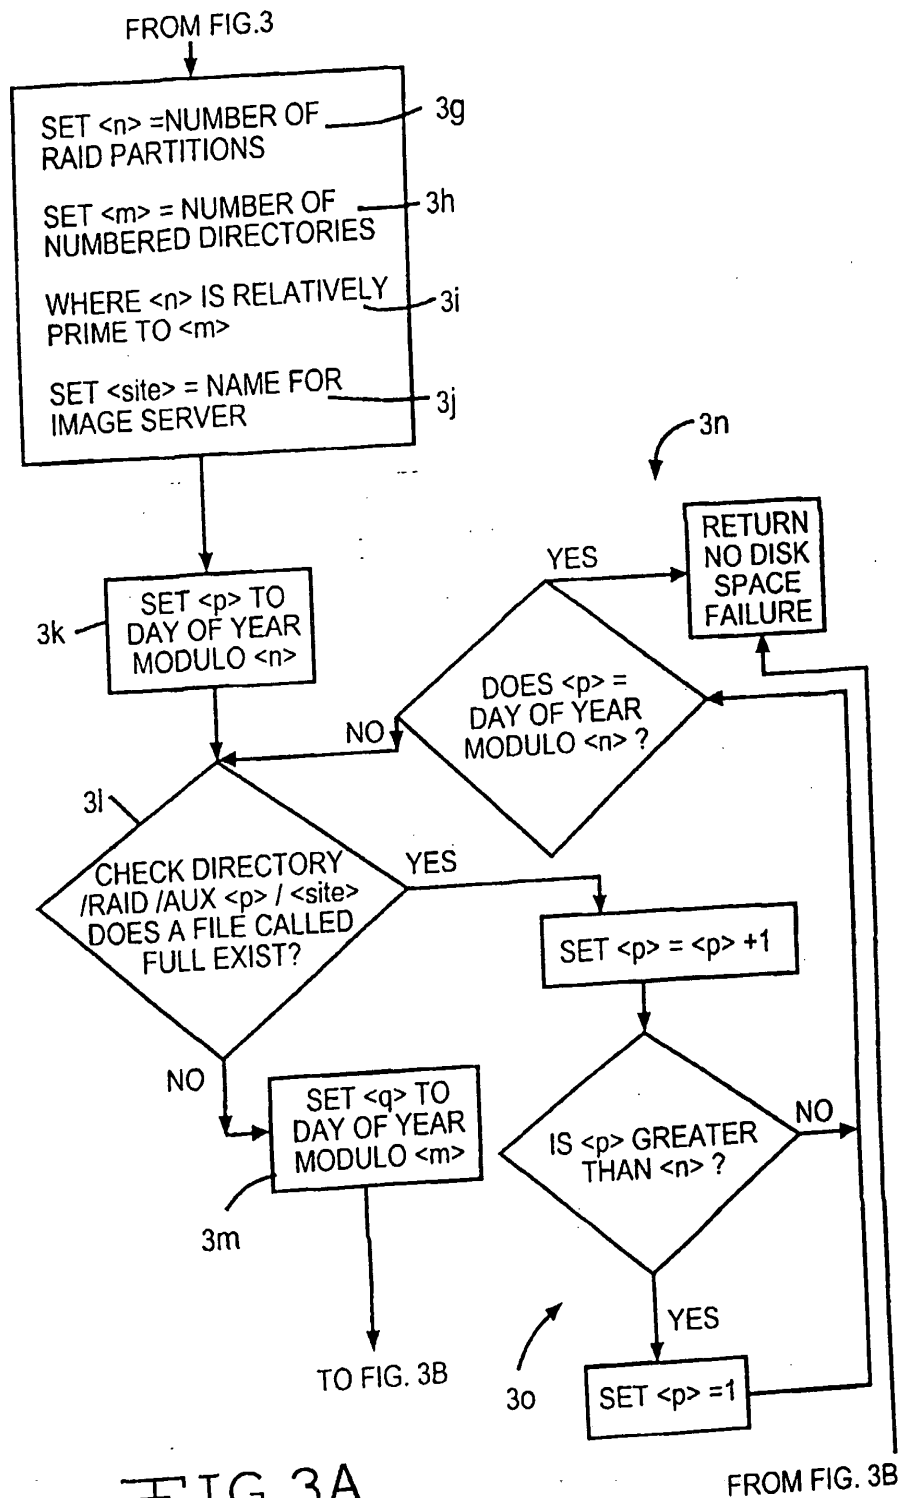 FROM FIG.3
SET <n> =NUMBER OF
RAID PARTITIONS
3g
SET <m> = NUMBER OF
NUMBERED DIRECTORIES
3h
WHERE <n> IS RELATIVELY
PRIME TO <m>
3i
SET <site> = NAME FOR
IMAGE SERVER
3j
3n
RETURN
NO DISK
SPACE
FAILURE
YES
3k
SET <p> TO
DAY OF YEAR
MODULO <n>
DOES <p> =
DAY OF YEAR
MODULO <n> ?
NO
3l
CHECK DIRECTORY
/RAID /AUX <p> / <site>
DOES A FILE CALLED
FULL EXIST?
YES
SET <p> = <p> +1
NO
SET <q> TO
DAY OF YEAR
MODULO <m>
3m
IS <p> GREATER
THAN <n> ?
NO
YES
TO FIG. 3B
3o
SET <p> =1
FIG.3A
FROM FIG. 3B